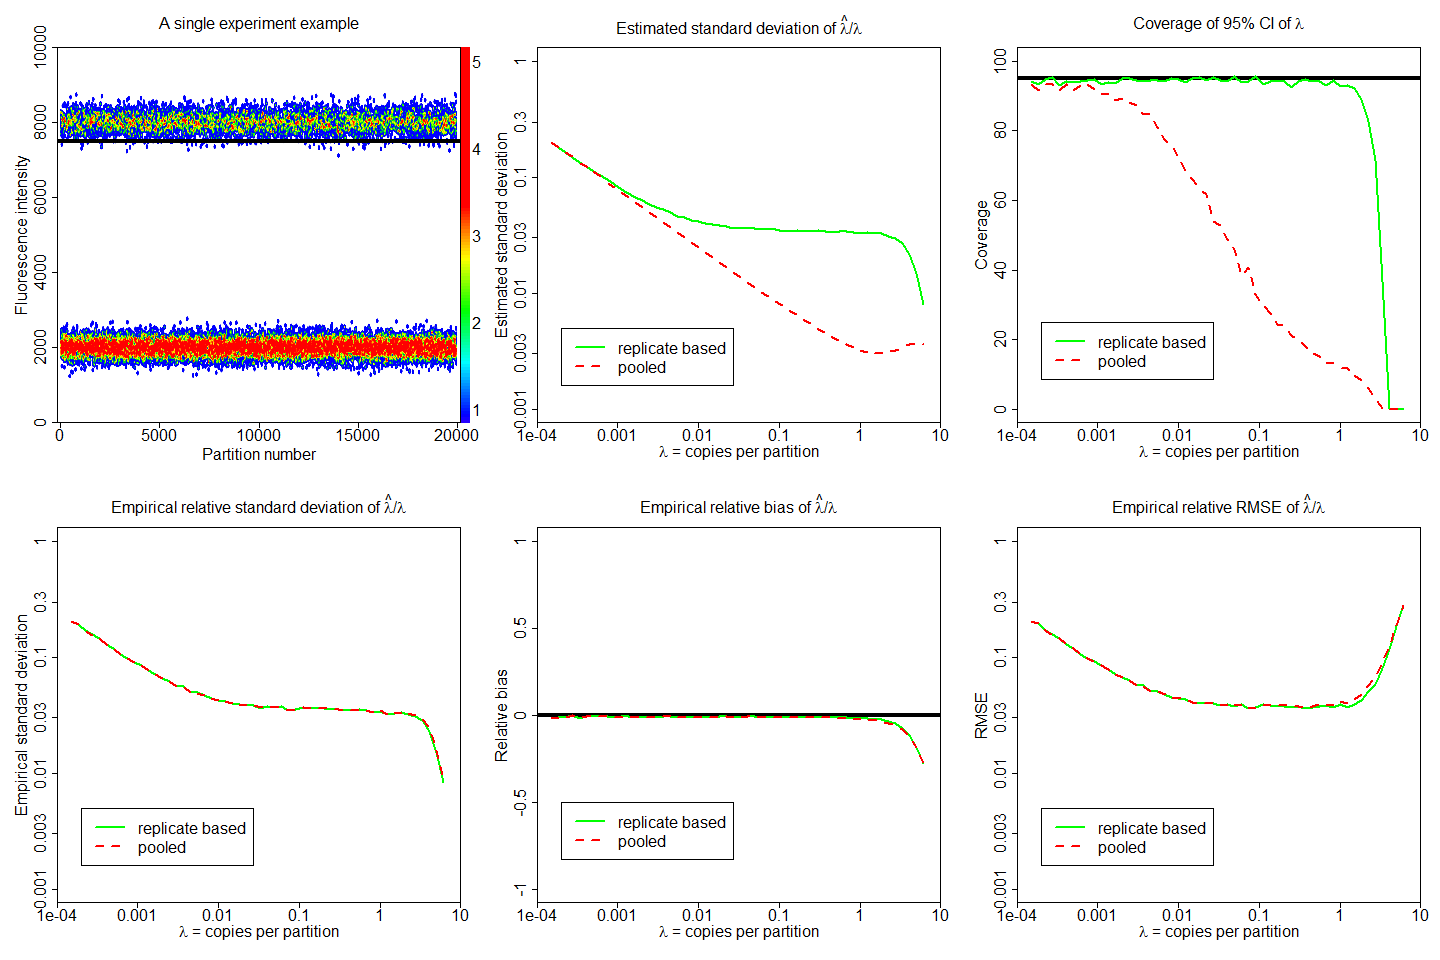 A single experiment example
Fluorescence intensity
10000
8000
6000
4000
2000
0
5
4
3
2
1
0
5000
10000
15000
20000
Partition number
Estimated standard deviation of λ̂/λ
Estimated standard deviation
1
0.3
0.1
0.03
0.01
0.003
0.001
replicate based
pooled
1e-04
0.001
0.01
0.1
1
10
λ = copies per partition
Coverage of 95% CI of λ
Coverage
100
80
60
40
20
0
replicate based
pooled
1e-04
0.001
0.01
0.1
1
10
λ = copies per partition
Empirical relative standard deviation of λ̂/λ
Empirical standard deviation
1
0.3
0.1
0.03
0.01
0.003
0.001
replicate based
pooled
1e-04
0.001
0.01
0.1
1
10
λ = copies per partition
Empirical relative bias of λ̂/λ
Relative bias
1
0.5
0
-0.5
-1
replicate based
pooled
1e-04
0.001
0.01
0.1
1
10
λ = copies per partition
Empirical relative RMSE of λ̂/λ
RMSE
1
0.3
0.1
0.03
0.01
0.003
0.001
replicate based
pooled
1e-04
0.001
0.01
0.1
1
10
λ = copies per partition